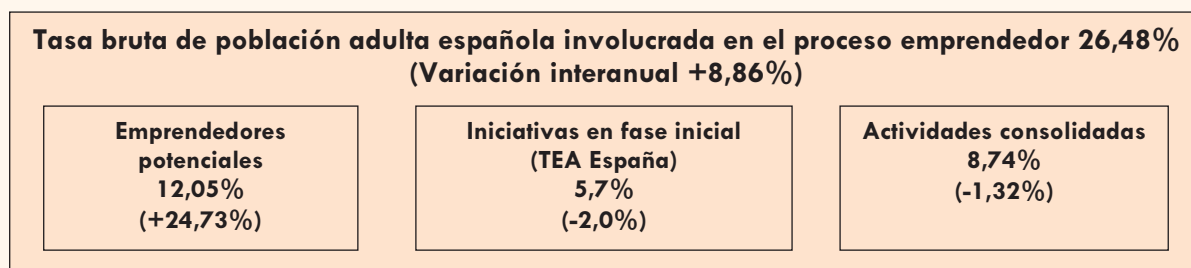 Tasa bruta de población adulta española involucrada en el proceso emprendedor 26,48%
(Variación interanual +8,86%)
Emprendedores
potenciales
12,05%
(+24,73%)
Iniciativas en fase inicial
(TEA España)
5,7%
(-2,0%)
Actividades consolidadas
8,74%
(-1,32%)